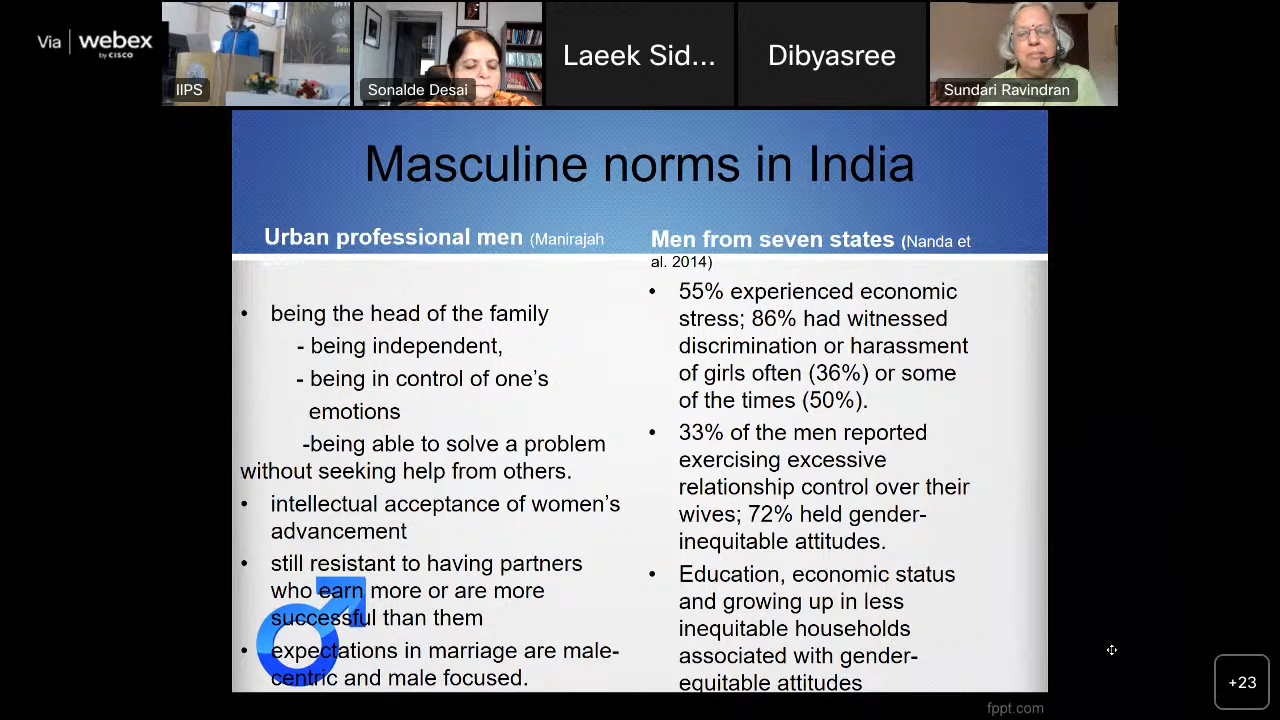 Via webex
by CISCO
IIPS
Sonalde Desai
Laeek Sid...
Dibyasree
Sundari Ravindran
Masculine norms in India
Urban professional men (Manirajah
Men from seven states (Nanda et
al. 2014)
• being the head of the family
- being independent,
- being in control of one’s
emotions
-being able to solve a problem
without seeking help from others.
• intellectual acceptance of women’s
advancement
• still resistant to having partners
who earn more or are more
successful than them
• expectations in marriage are male-
centric and male focused.
• 55% experienced economic
stress; 86% had witnessed
discrimination or harassment
of girls often (36%) or some
of the times (50%).
• 33% of the men reported
exercising excessive
relationship control over their
wives; 72% held gender-
inequitable attitudes.
• Education, economic status
and growing up in less
inequitable households
associated with gender-
equitable attitudes
+23
fppt.com